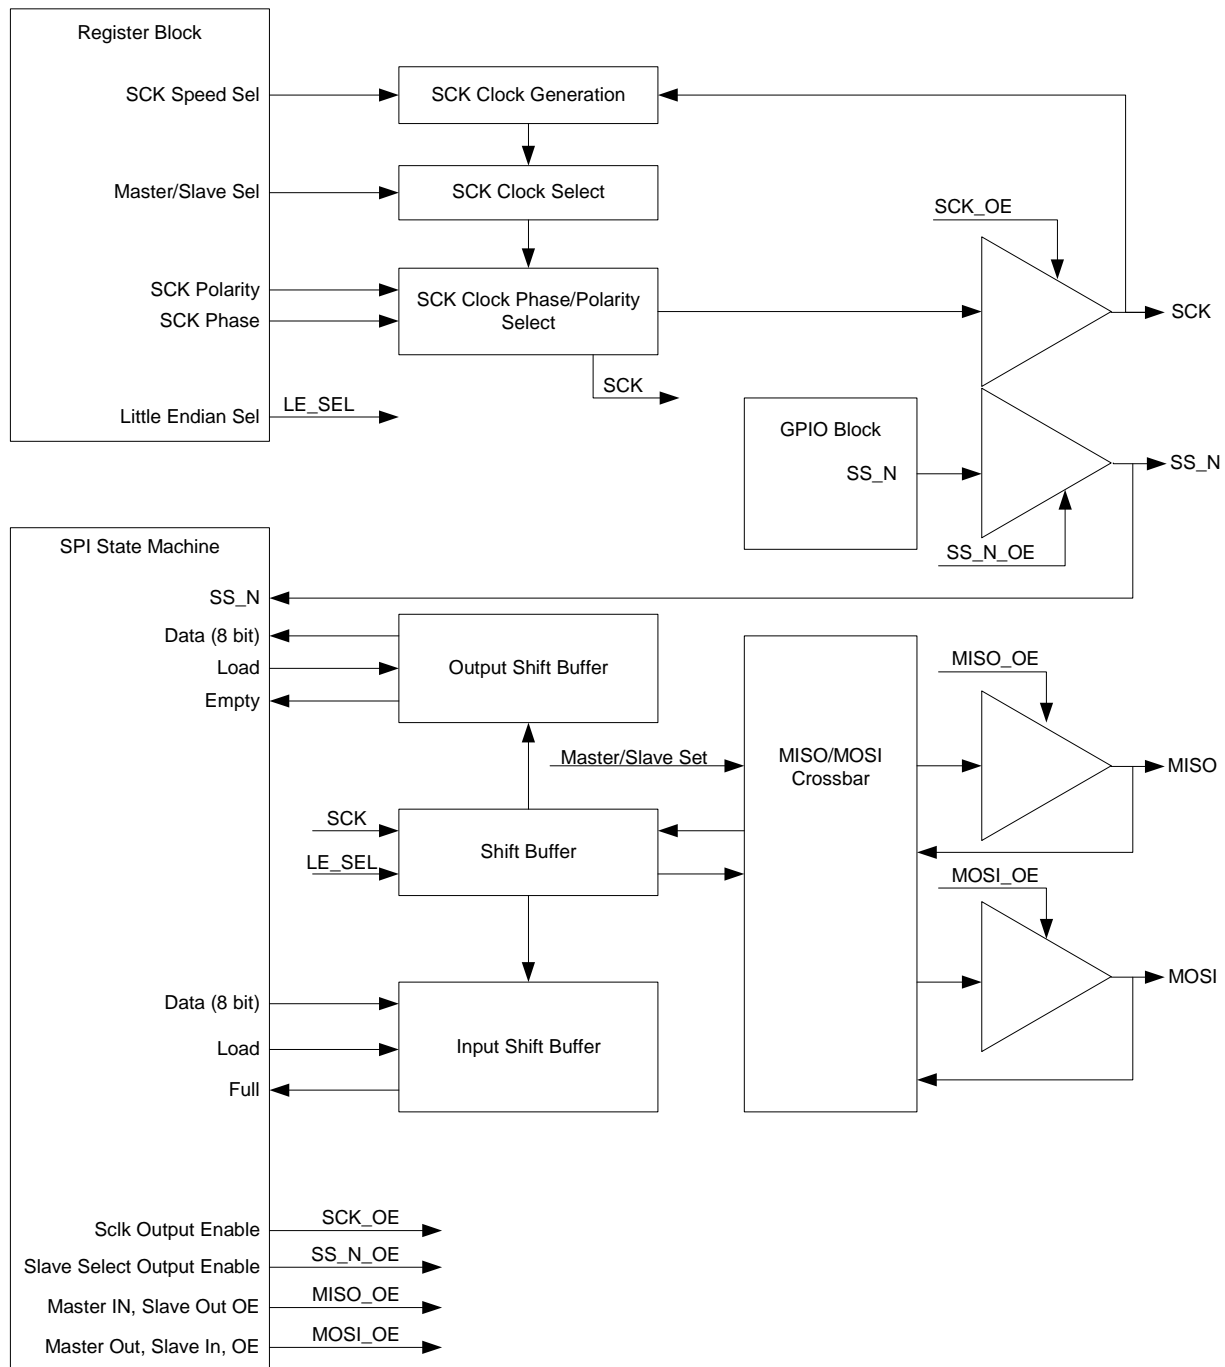 Register Block
SCK Speed Sel
SCK Clock Generation
Master/Slave Sel
SCK Clock Select
SCK_OE
SCK Polarity
SCK Phase
SCK Clock Phase/Polarity
Select
SCK
SCK
Little Endian Sel
LE_SEL
GPIO Block
SS_N
SS_N
SS_N_OE
SPI State Machine
SS_N
Data (8 bit)
Load
Empty
Output Shift Buffer
Master/Slave Set
MISO/MOSI
Crossbar
MISO_OE
MISO
SCK
LE_SEL
Shift Buffer
MOSI_OE
MOSI
Data (8 bit)
Load
Full
Input Shift Buffer
Sclk Output Enable
SCK_OE
Slave Select Output Enable
SS_N_OE
Master IN, Slave Out OE
MISO_OE
Master Out, Slave In, OE
MOSI_OE